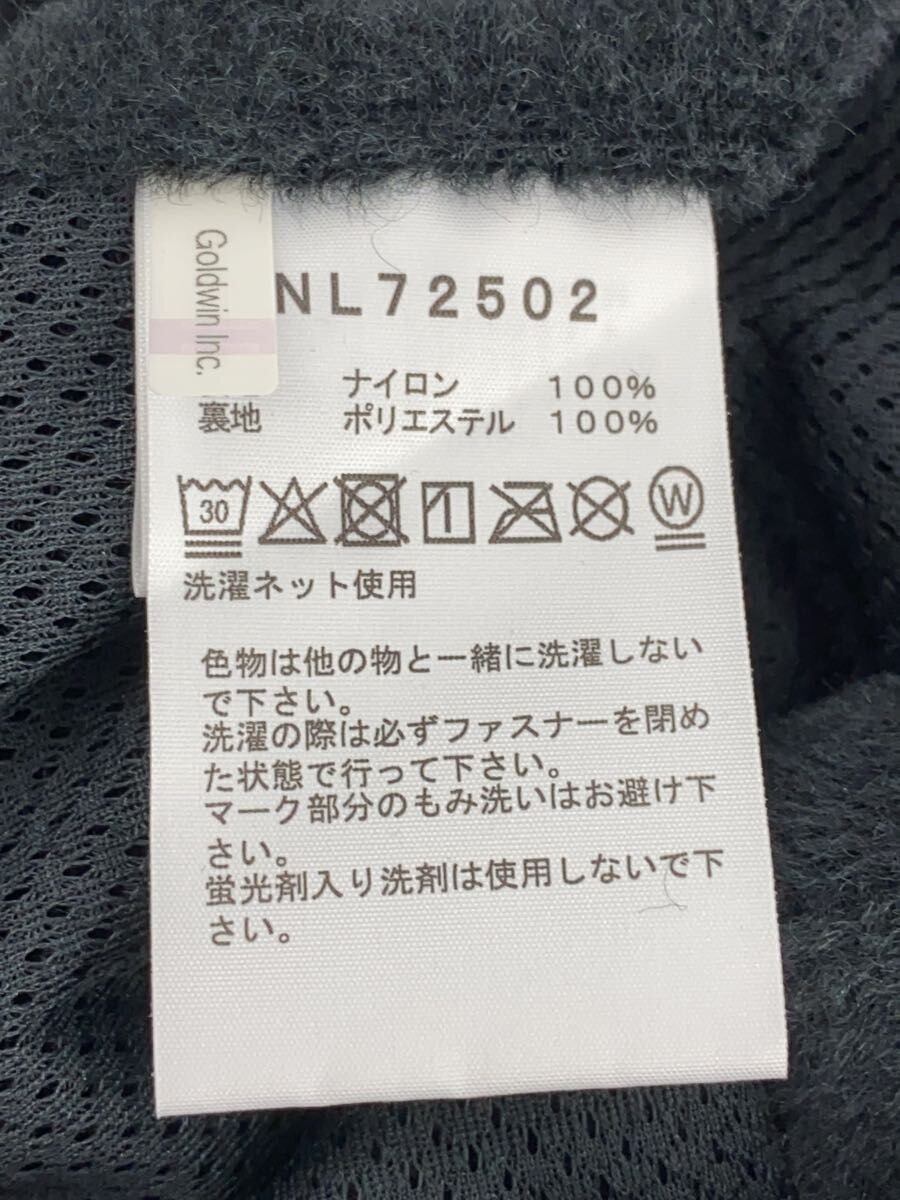 Goldwin Inc.
NL72502
ナイロン 100%
裏地 ポリエステル 100%
30
W
洗濯ネット使用
色物は他の物と一緒に洗濯しない
で下さい。
洗濯の際は必ずファスナーを閉め
た状態で行って下さい。
マーク部分のもみ洗いはお避け下
さい。
蛍光剤入り洗剤は使用しないで下
さい。